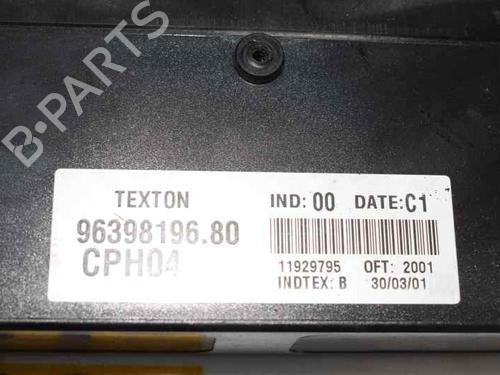 B-PARTS
TEXTON
IND: 00 DATE: C1
96398196.80
CPH04
11929795 OFT: 2001
INDTEX: B 30/03/01